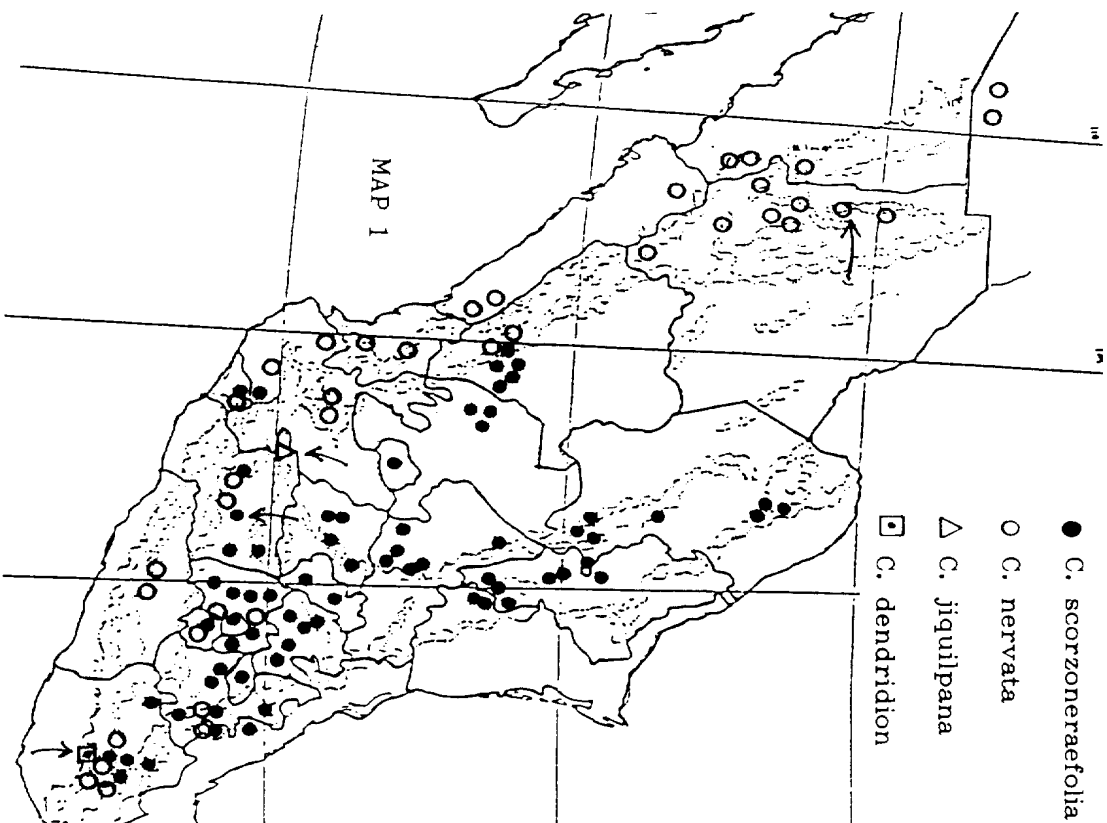 ● C. scorzoneraefolia
○ C. nervata
△ C. jiquilpana
⊡ C. dendridion
MAP 1